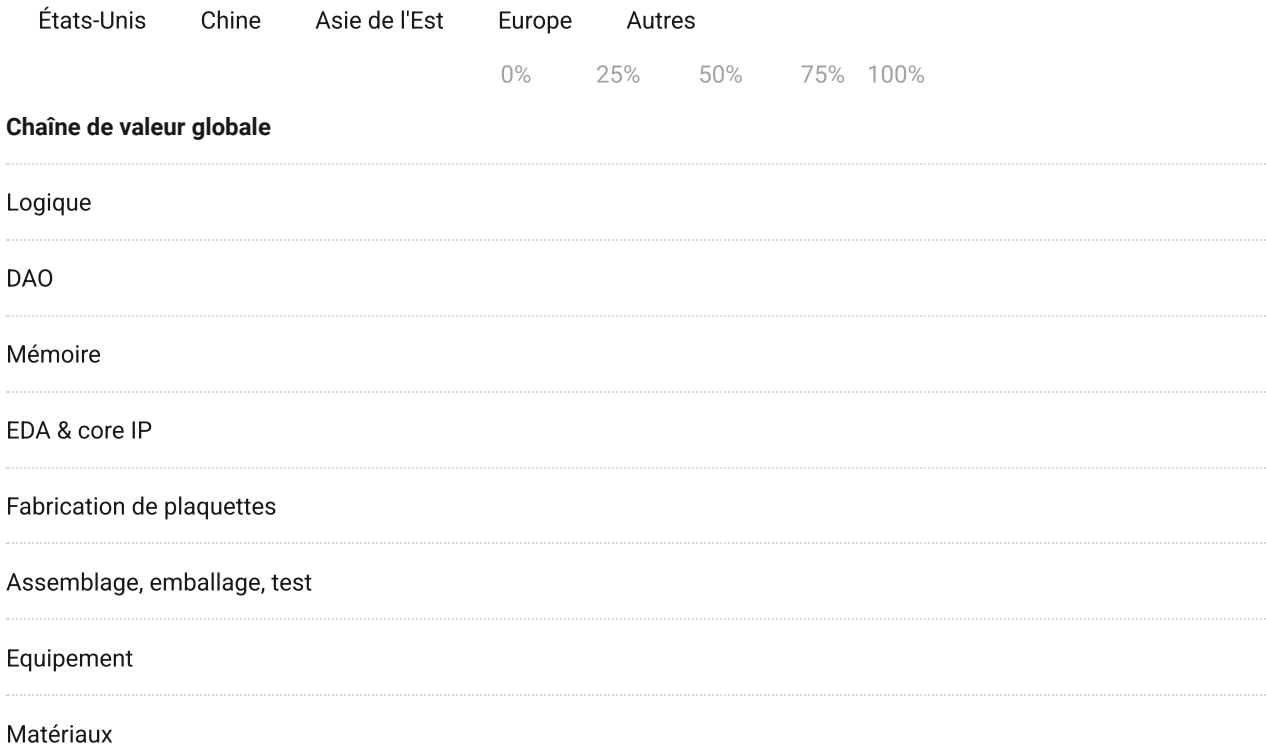 États-Unis Chine Asie de l'Est Europe Autres
0% 25% 50% 75% 100%
Chaîne de valeur globale
Logique
DAO
Mémoire
EDA & core IP
Fabrication de plaquettes
Assemblage, emballage, test
Equipement
Matériaux